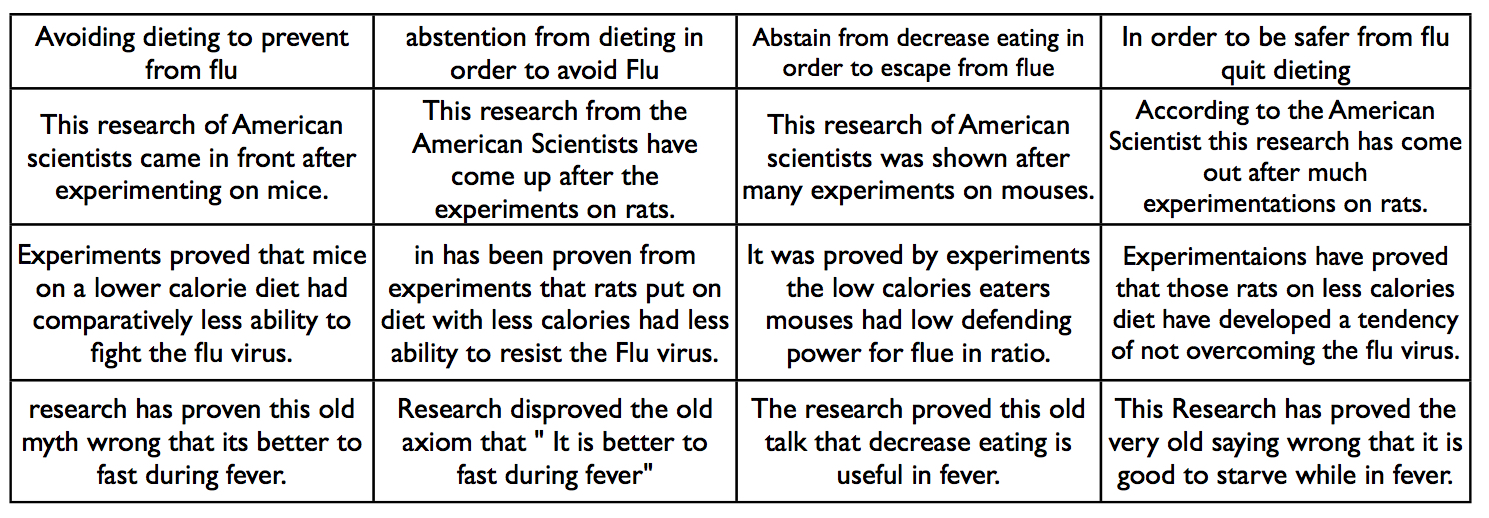 Avoiding dieting to prevent
from flu
abstention from dieting in
order to avoid Flu
Abstain from decrease eating in
order to escape from flue
In order to be safer from flu
quit dieting
This research of American
scientists came in front after
experimenting on mice.
This research from the
American Scientists have
come up after the
experiments on rats.
This research of American
scientists was shown after
many experiments on mouses.
According to the American
Scientist this research has come
out after much
experimentations on rats.
Experiments proved that mice
on a lower calorie diet had
comparatively less ability to
fight the flu virus.
in has been proven from
experiments that rats put on
diet with less calories had less
ability to resist the Flu virus.
It was proved by experiments
the low calories eaters
mouses had low defending
power for flue in ratio.
Experimentaions have proved
that those rats on less calories
diet have developed a tendency
of not overcoming the flu virus.
research has proven this old
myth wrong that its better to
fast during fever.
Research disproved the old
axiom that " It is better to
fast during fever"
The research proved this old
talk that decrease eating is
useful in fever.
This Research has proved the
very old saying wrong that it is
good to starve while in fever.